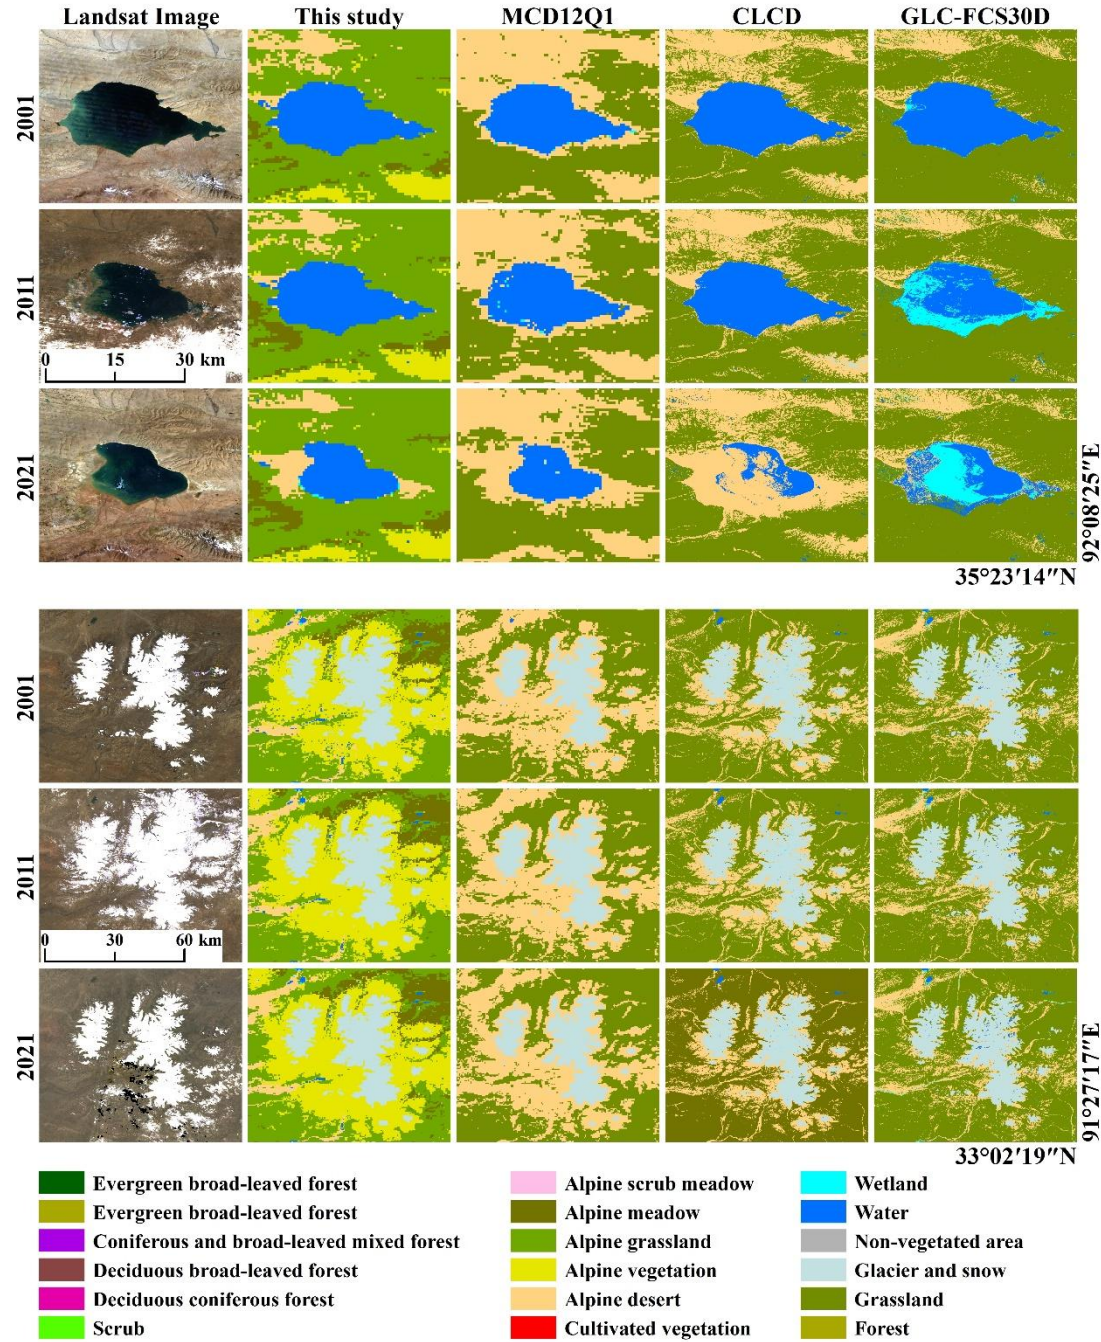 Landsat Image This study MCD12Q1 CLCD GLC-FCS30D
2001
2011
0 15 30 km
2021
92°08′25″E
35°23′14″N
2001
2011
0 30 60 km
2021
91°27′17″E
33°02′19″N
Evergreen broad-leaved forest Alpine scrub meadow Wetland
Evergreen broad-leaved forest Alpine meadow Water
Coniferous and broad-leaved mixed forest Alpine grassland Non-vegetated area
Deciduous broad-leaved forest Alpine vegetation Glacier and snow
Deciduous coniferous forest Alpine desert Grassland
Scrub Cultivated vegetation Forest